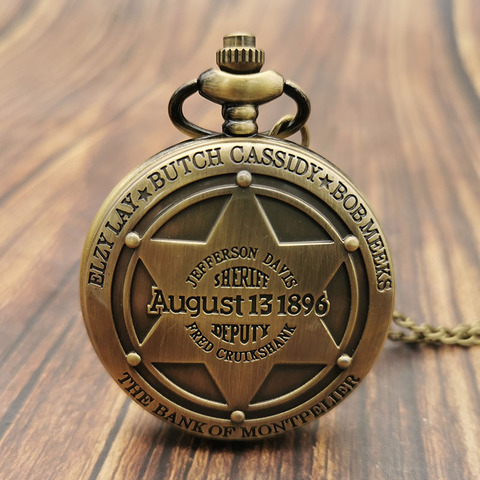 ELZY LAY★BUTCH CASSIDY★BOB MEEKS
JEFFERSON DAVIS
SHERIFF
August 13 1896
DEPUTY
FRED CRUIKSHANK
THE BANK OF MONTPELIER